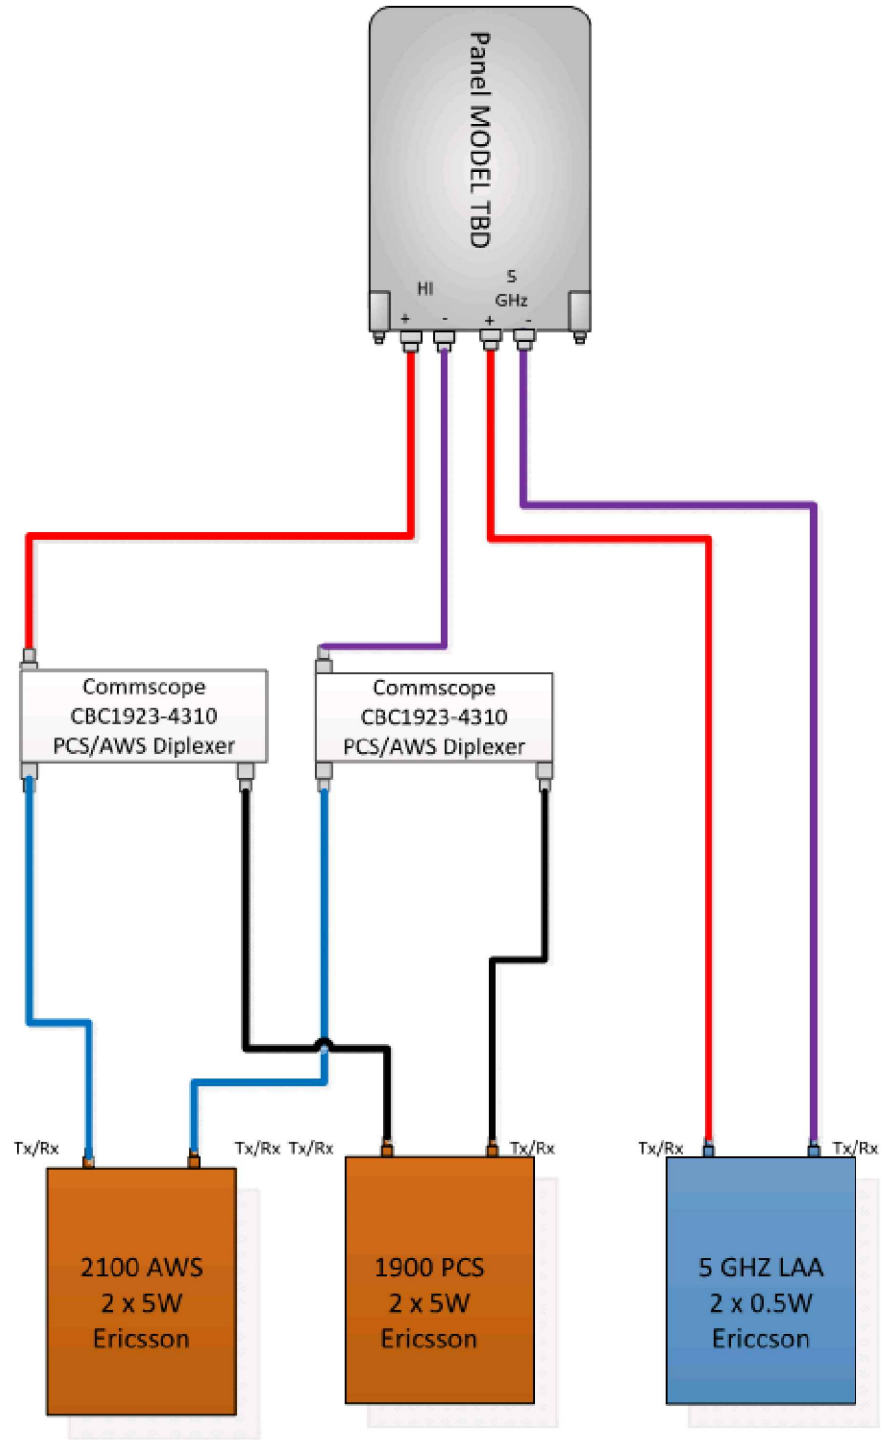 Panel MODEL TBD
HI
5
GHz
+ - + -
Commscope
CBC1923-4310
PCS/AWS Diplexer
Commscope
CBC1923-4310
PCS/AWS Diplexer
Tx/Rx
Tx/Rx
Tx/Rx
Tx/Rx
Tx/Rx
Tx/Rx
2100 AWS
2 x 5W
Ericsson
1900 PCS
2 x 5W
Ericsson
5 GHZ LAA
2 x 0.5W
Ericcson